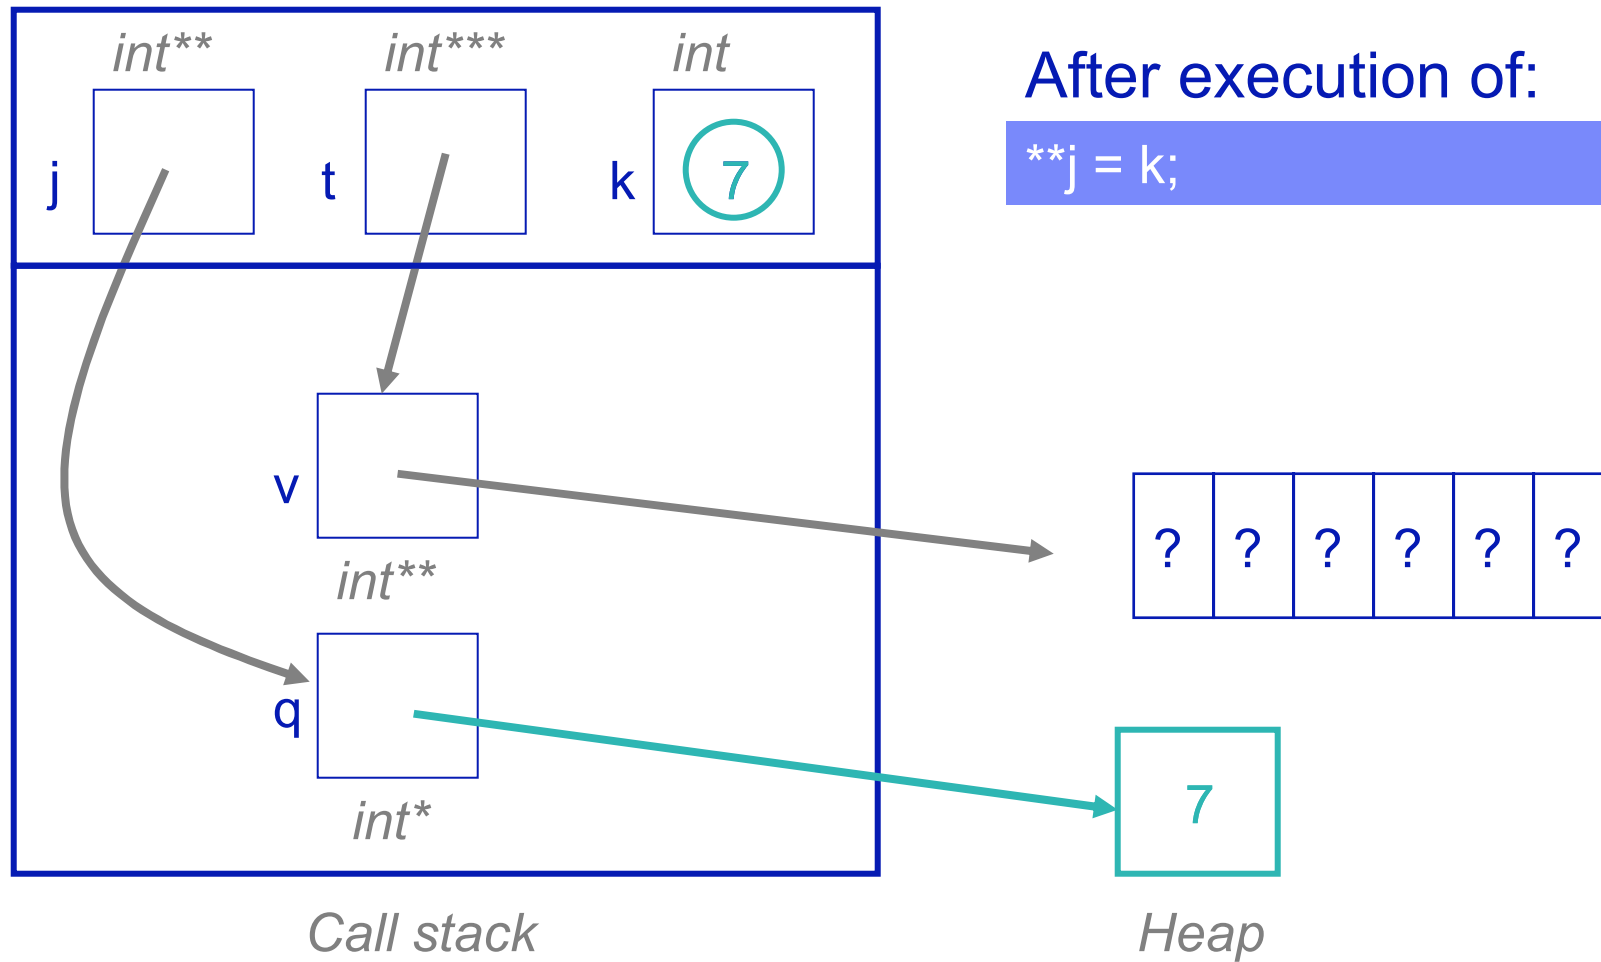 int** int*** int
After execution of:
j t k 7
**j = k;
v
? ? ? ? ? ?
int**
q
7
int*
Call stack Heap